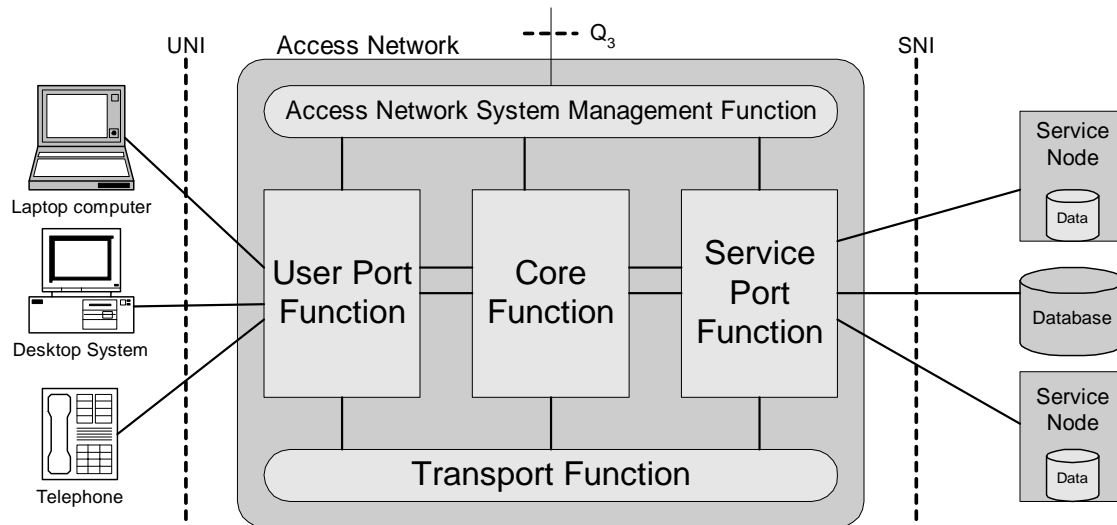 UNI
Access Network
Q3
SNI
Access Network System Management Function
Laptop computer
Desktop System
Telephone
User Port
Function
Core
Function
Service
Port
Function
Transport Function
Service
Node
Data
Database
Service
Node
Data